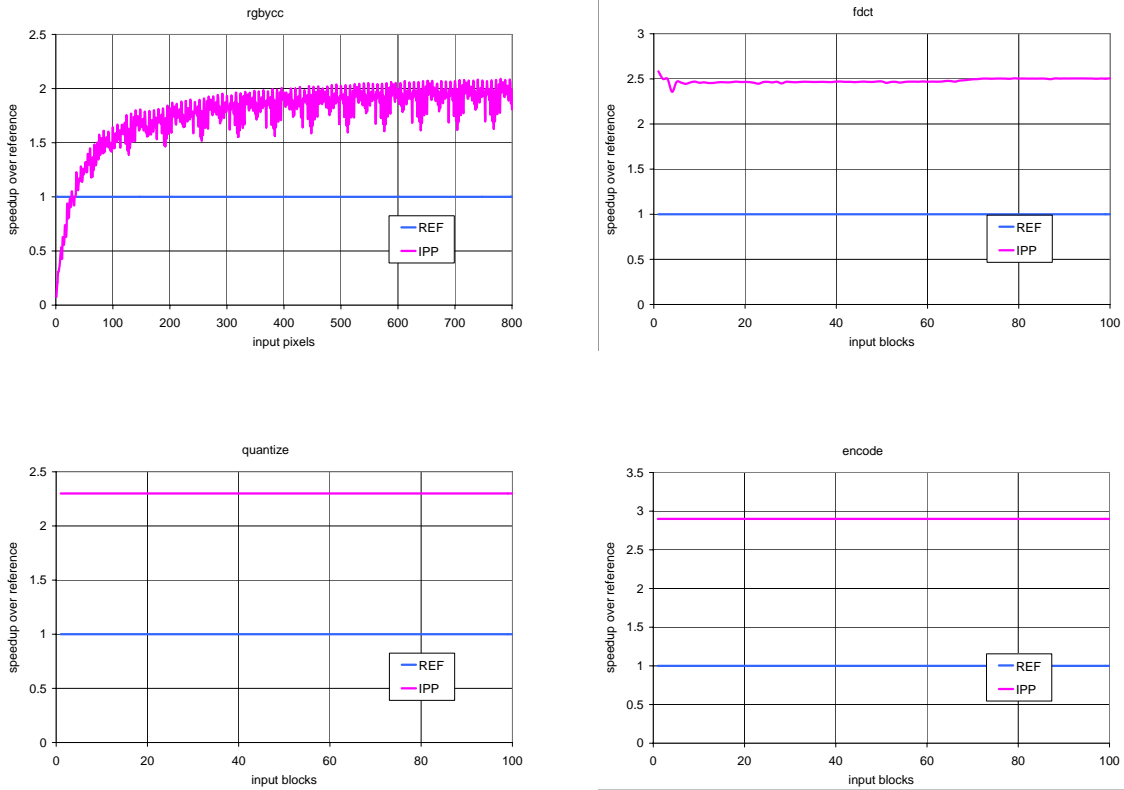 rgbycc
2.5
2
1.5
1
0.5
0
speedup over reference
REF
IPP
0 100 200 300 400 500 600 700 800
input pixels
fdct
3
2.5
2
1.5
1
0.5
0
speedup over reference
REF
IPP
0 20 40 60 80 100
input blocks
quantize
2.5
2
1.5
1
0.5
0
speedup over reference
REF
IPP
0 20 40 60 80 100
input blocks
encode
3.5
3
2.5
2
1.5
1
0.5
0
speedup over reference
REF
IPP
0 20 40 60 80 100
input blocks